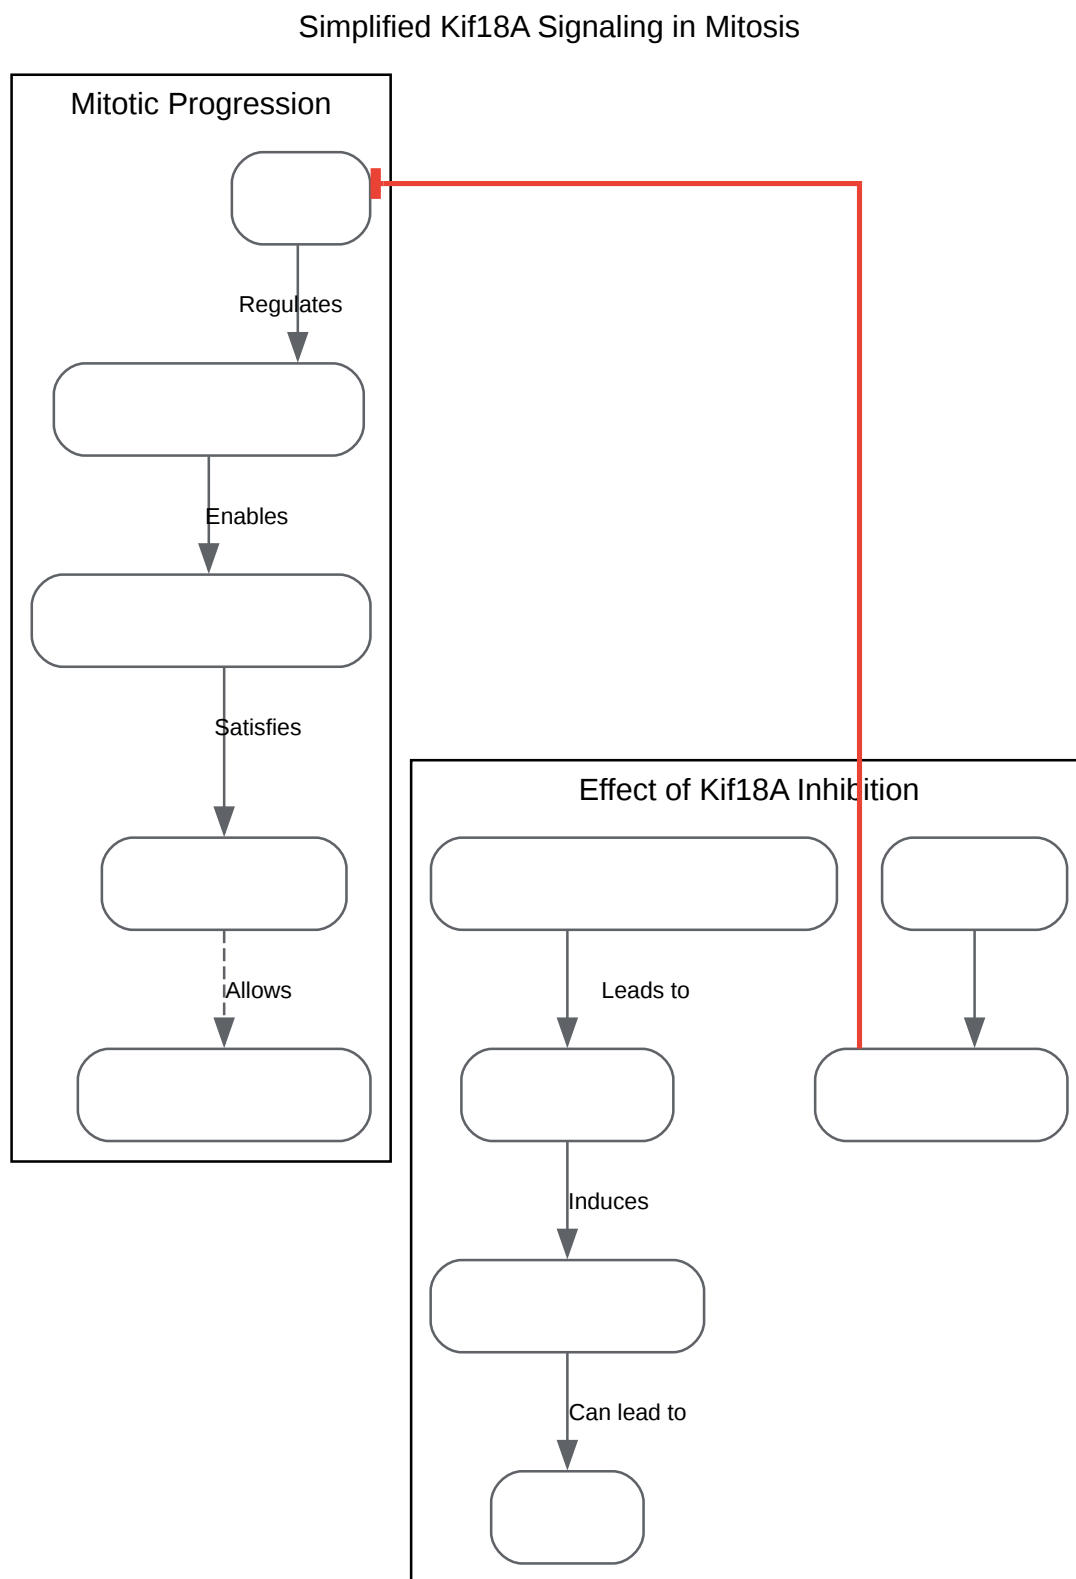 Simplified Kif18A Signaling in Mitosis
Mitotic Progression
Regulates
Enables
Satisfies
Allows
Effect of Kif18A Inhibition
Leads to
Induces
Can lead to